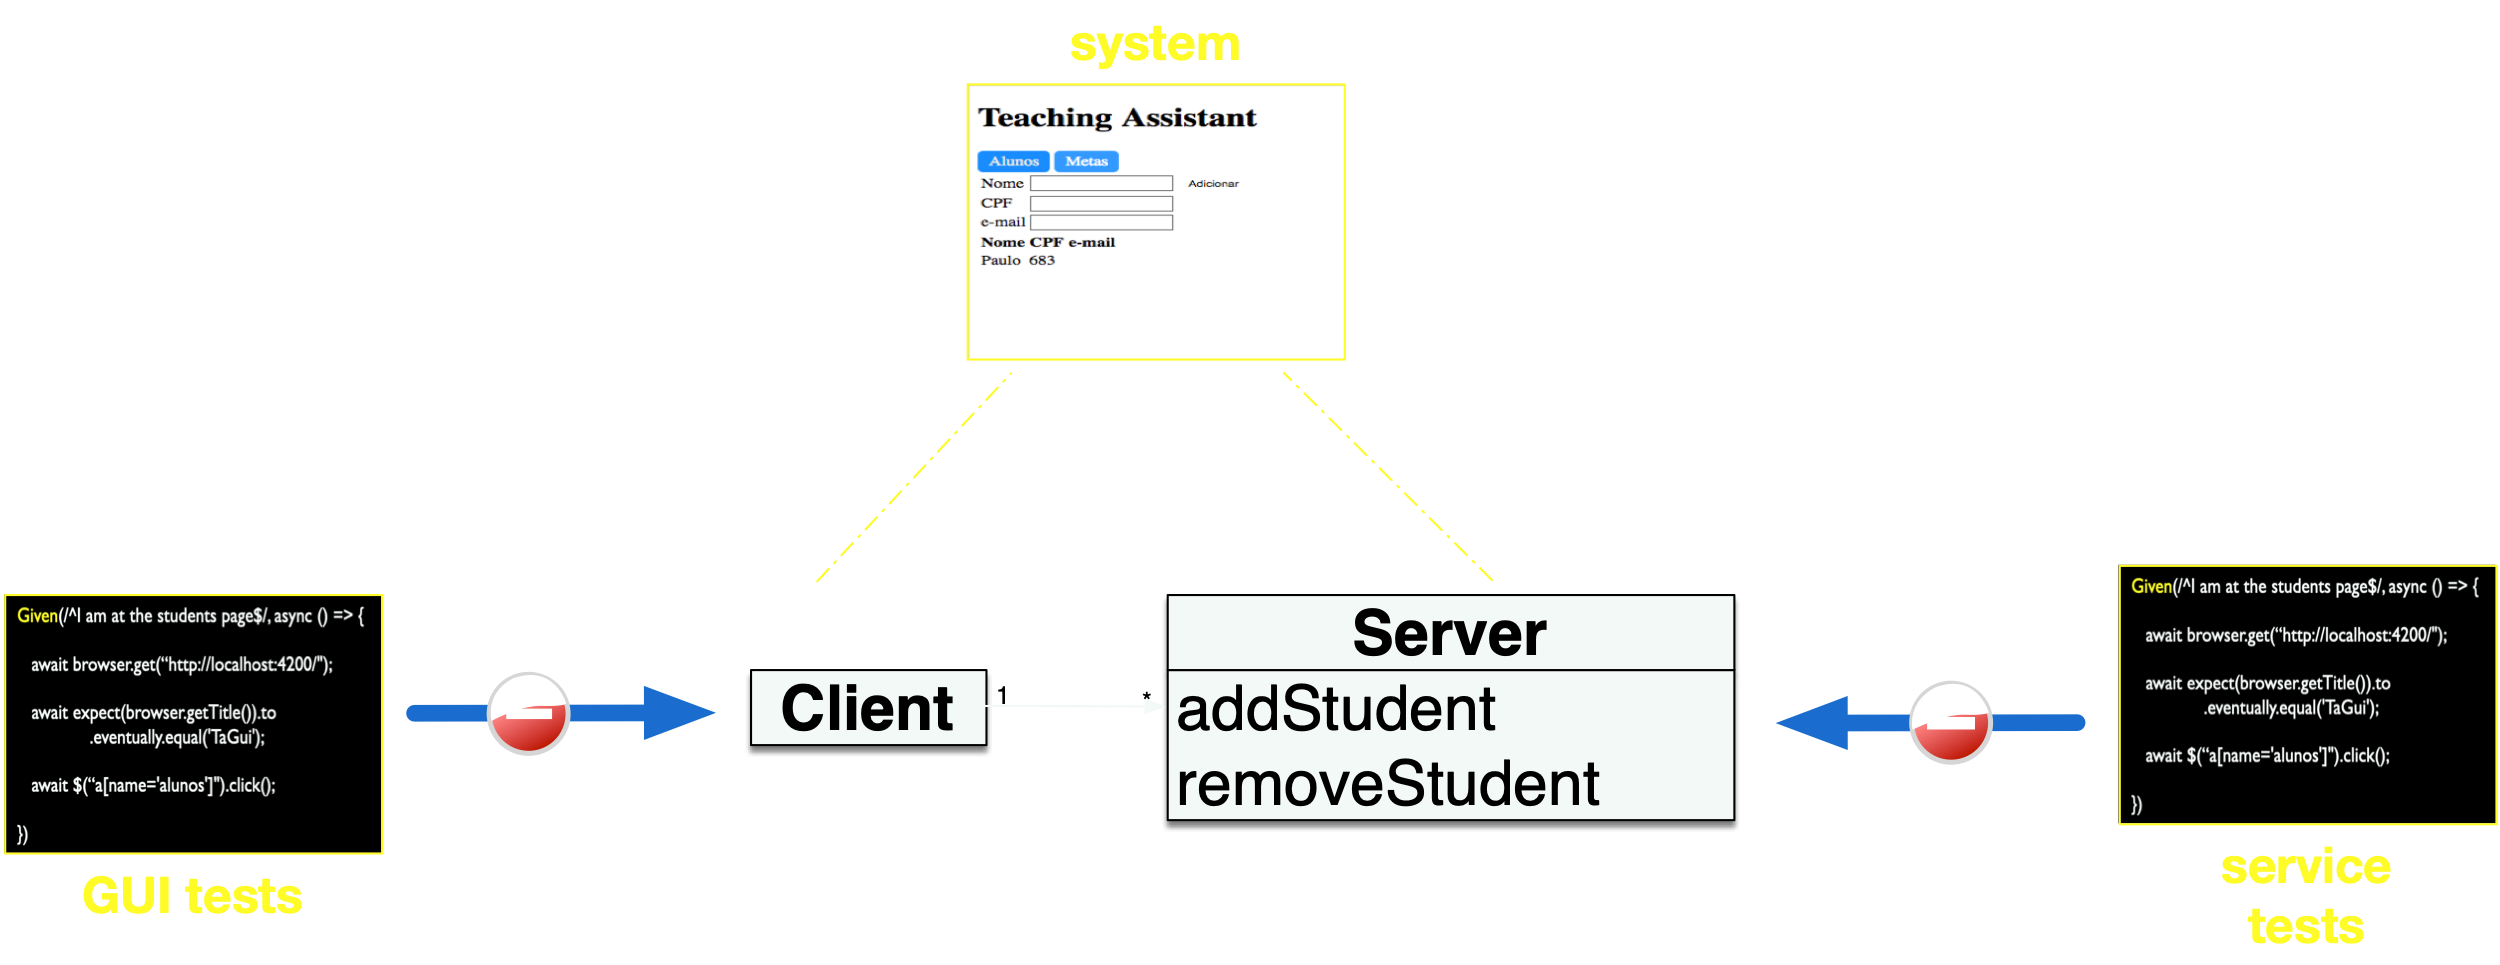 system
Teaching Assistant
Alunos Metas
Nome Adicionar
CPF
e-mail
Nome CPF e-mail
Paulo 683
Given(/^I am at the students page$/, async () => {
await browser.get(“http://localhost:4200/");
await expect(browser.getTitle()).to
.eventually.equal('TaGui');
await $(“a[name='alunos']").click();
})
GUI tests
Client
1 *
Server
addStudent
removeStudent
Given(/^I am at the students page$/, async () => {
await browser.get(“http://localhost:4200/");
await expect(browser.getTitle()).to
.eventually.equal('TaGui');
await $(“a[name='alunos']").click();
})
service
tests